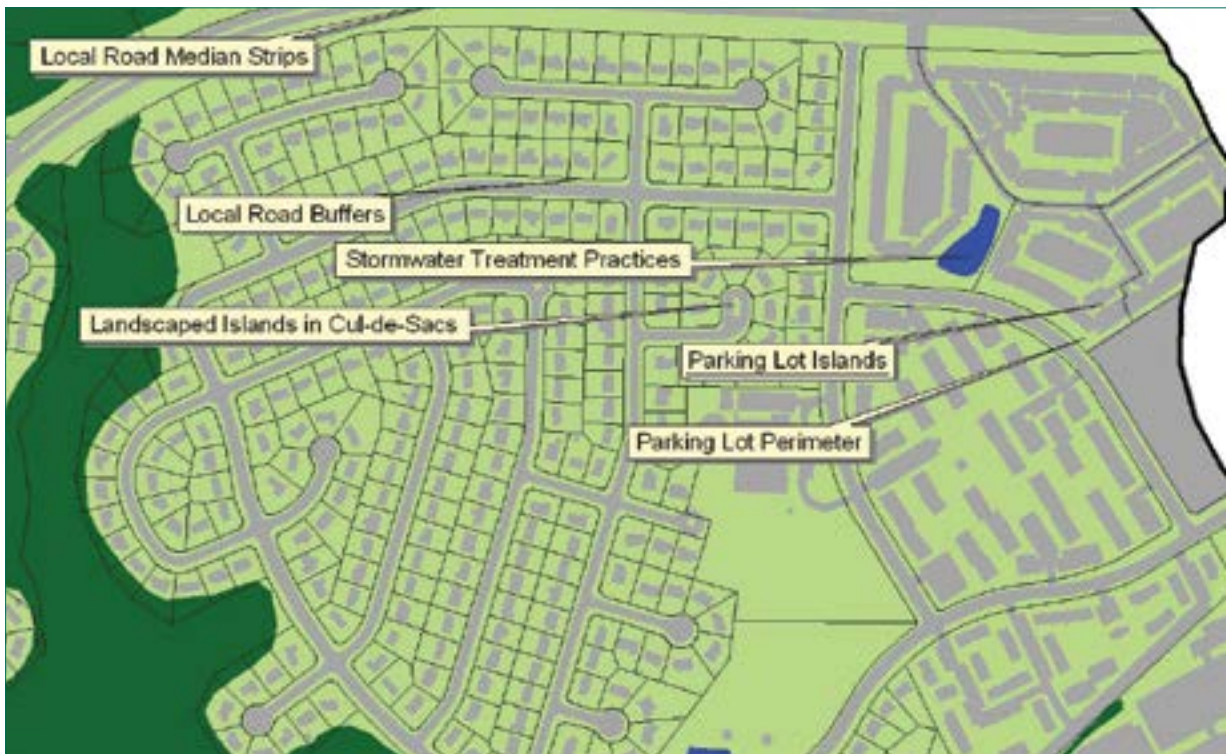 Local Road Median Strips
Local Road Buffers
Stormwater Treatment Practices
Landscaped Islands in Cul-de-Sacs
Parking Lot Islands
Parking Lot Perimeter